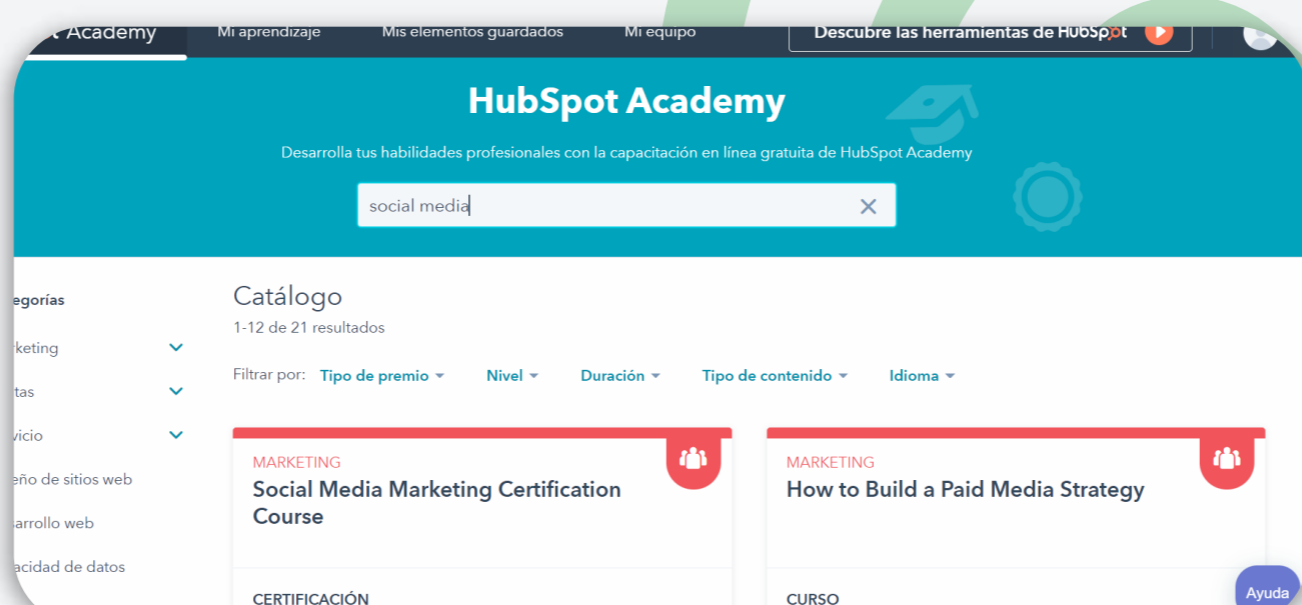 Academy Mi aprendizaje Mis elementos guardados Mi equipo Descubre las herramientas de HubSpot
HubSpot Academy
Desarrolla tus habilidades profesionales con la capacitación en línea gratuita de HubSpot Academy
social media
Catálogo
1-12 de 21 resultados
Filtrar por: Tipo de premio Nivel Duración Tipo de contenido Idioma
egorías
keting
tas
vicio
eño de sitios web
arrollo web
acidad de datos
MARKETING
Social Media Marketing Certification
Course
CERTIFICACIÓN
MARKETING
How to Build a Paid Media Strategy
CURSO
Ayuda